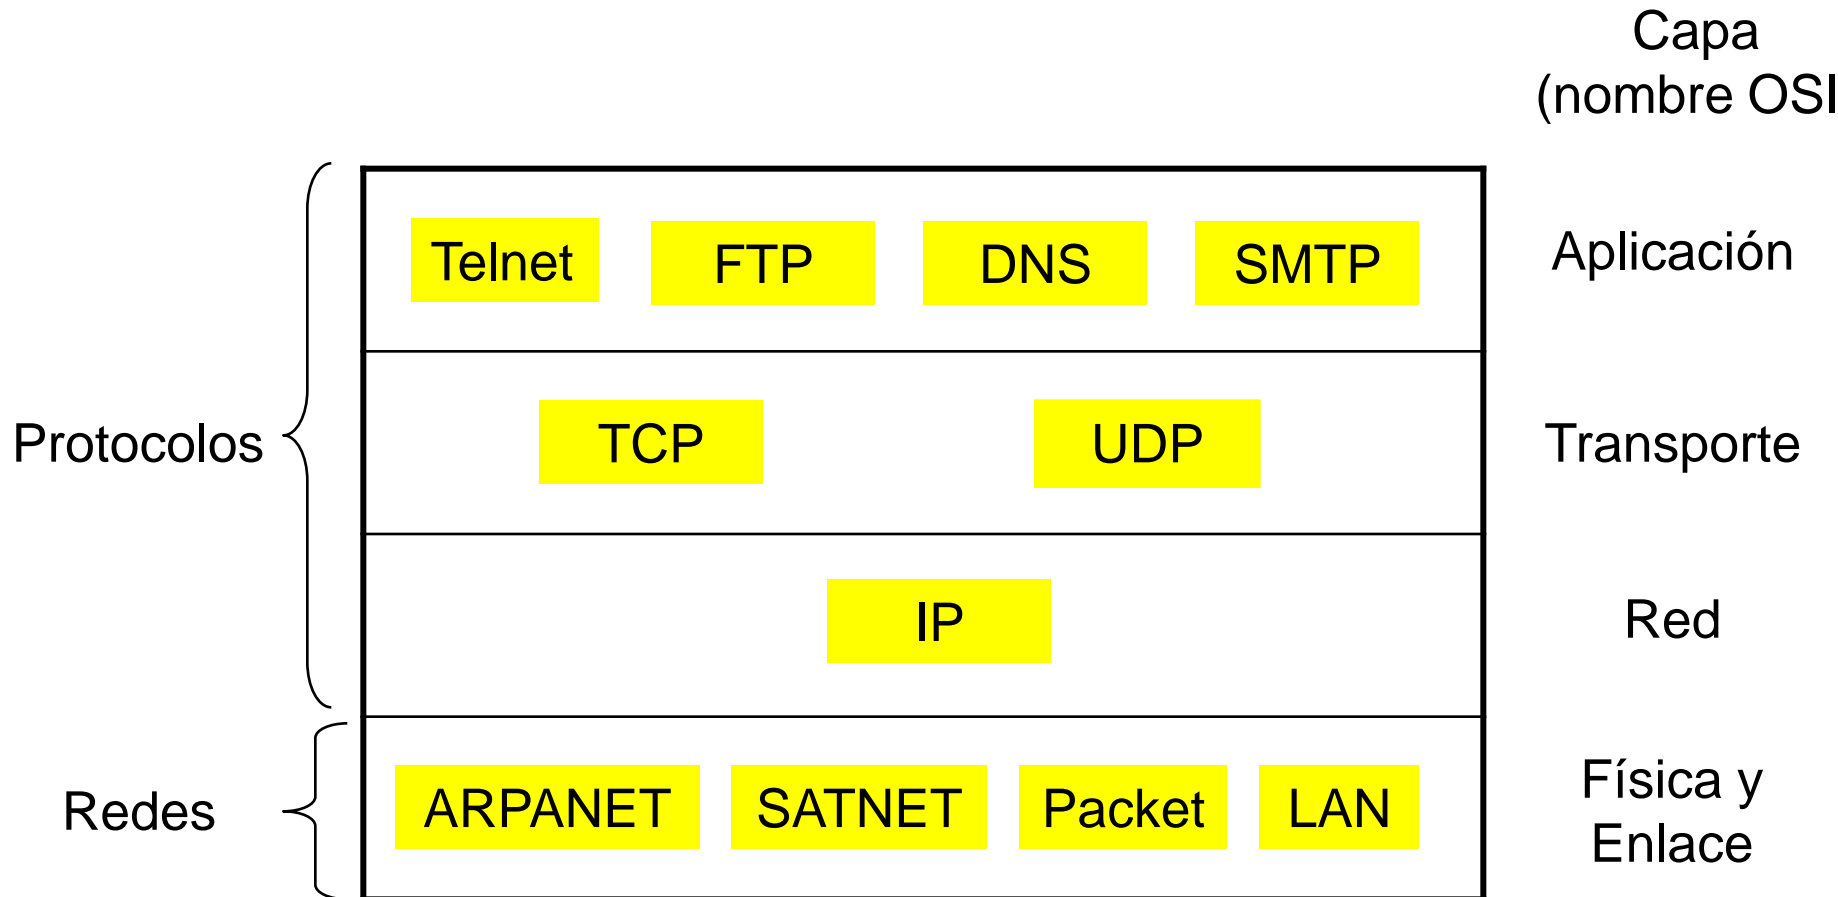 Capa
(nombre OSI
Telnet FTP DNS SMTP Aplicación
Protocolos TCP UDP Transporte
IP Red
Redes ARPANET SATNET Packet LAN Física y
Enlace